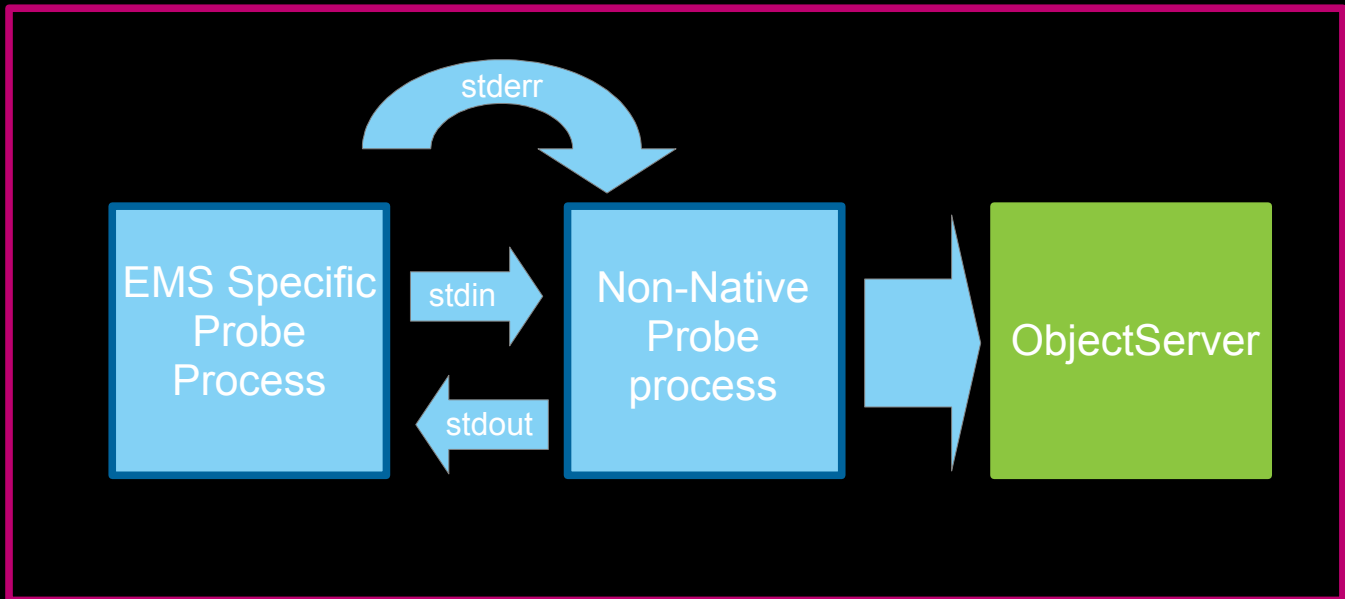 stderr
EMS Specific
Probe
Process
stdin
stdout
Non-Native
Probe
process
ObjectServer